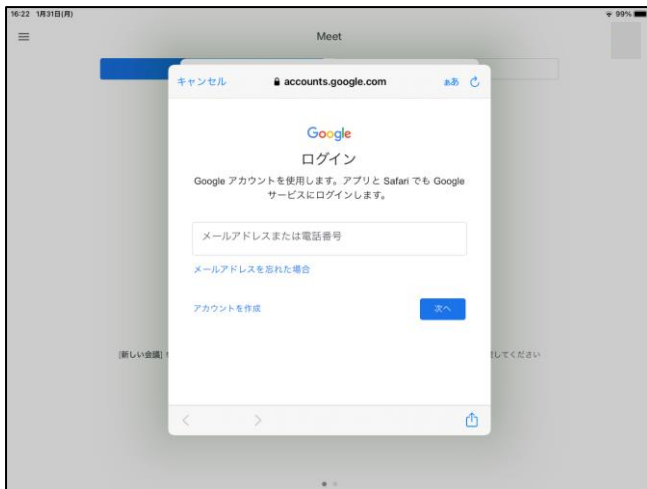 16:22 1月31日(月)
99%
Meet
キャンセル
accounts.google.com
ぁあ
Google
ログイン
Google アカウントを使用します。アプリと Safari でも Google
サービスにログインします。
メールアドレスまたは電話番号
メールアドレスを忘れた場合
アカウントを作成
次へ
[新しい会議]
してください